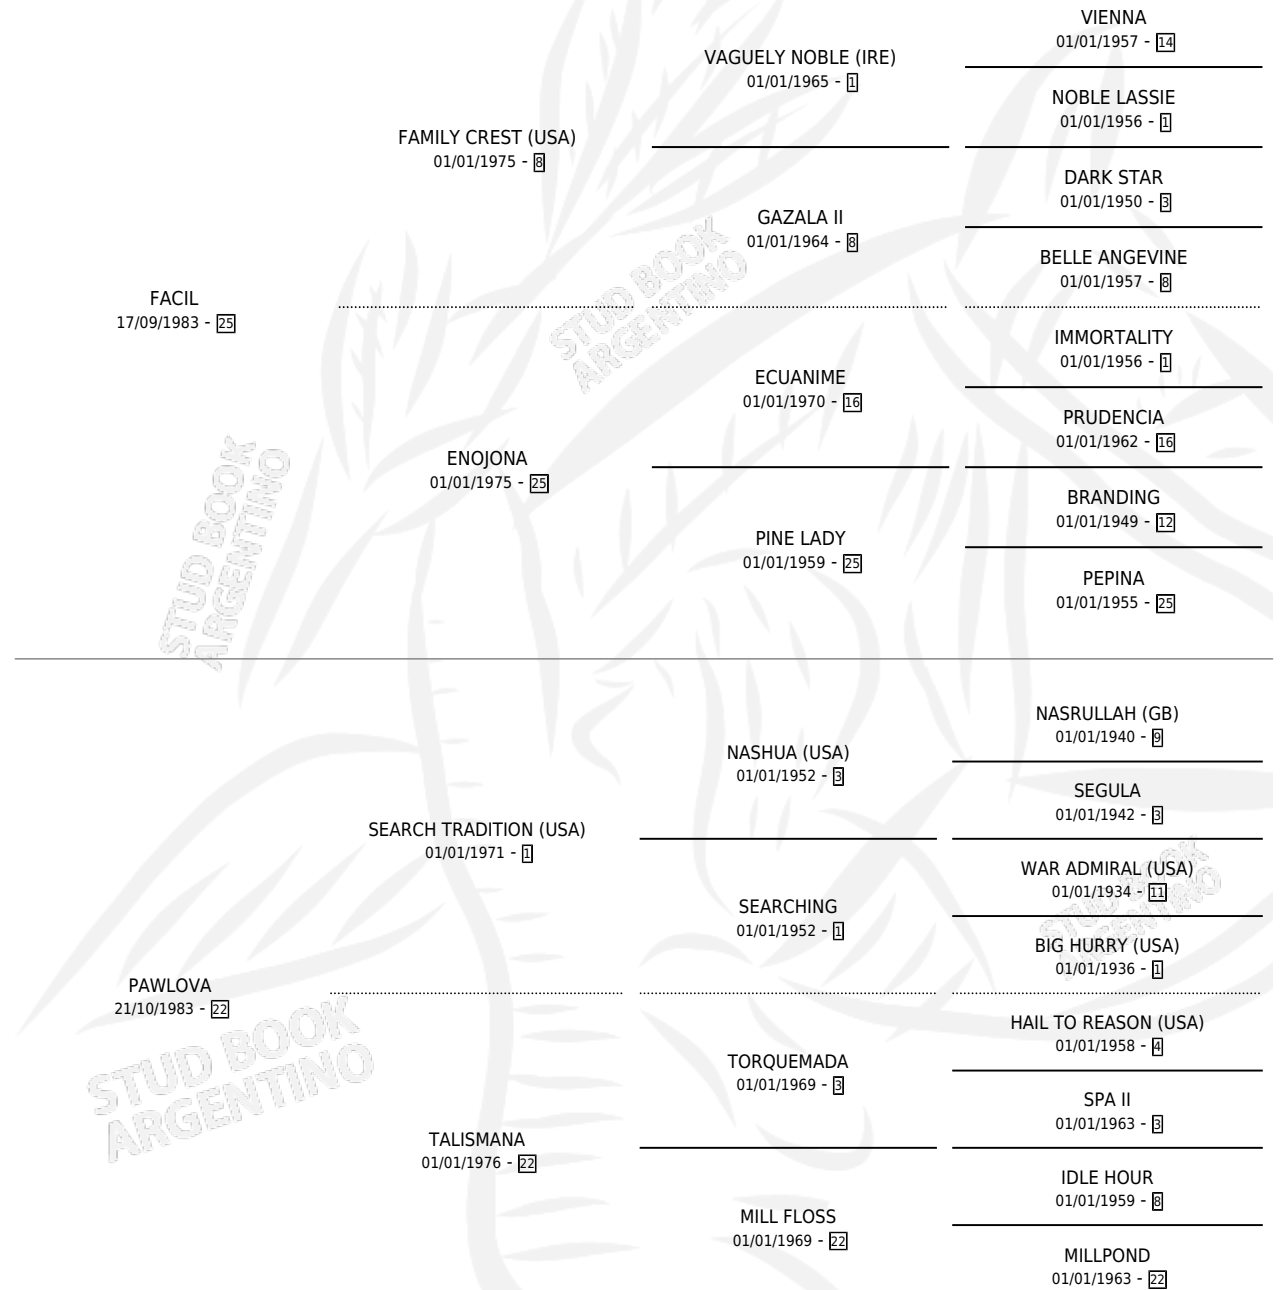 VIENNA
01/01/1957 - 14
VAGUELY NOBLE (IRE)
01/01/1965 - 1
NOBLE LASSIE
01/01/1956 - 1
FAMILY CREST (USA)
01/01/1975 - 8
DARK STAR
01/01/1950 - 3
GAZALA II
01/01/1964 - 8
BELLE ANGEVINE
01/01/1957 - 8
FACIL
17/09/1983 - 25
IMMORTALITY
01/01/1956 - 1
ECUANIME
01/01/1970 - 16
PRUDENCIA
01/01/1962 - 16
ENOJONA
01/01/1975 - 25
BRANDING
01/01/1949 - 12
PINE LADY
01/01/1959 - 25
PEPINA
01/01/1955 - 25
STUD BOOK
ARGENTINO
STUD BOOK
ARGENTINO
NASRULLAH (GB)
01/01/1940 - 9
NASHUA (USA)
01/01/1952 - 3
SEGULA
01/01/1942 - 3
SEARCH TRADITION (USA)
01/01/1971 - 1
WAR ADMIRAL (USA)
01/01/1934 - 11
SEARCHING
01/01/1952 - 1
BIG HURRY (USA)
01/01/1936 - 1
STUD BOOK
ARGENTINO
PAWLOVA
21/10/1983 - 22
HAIL TO REASON (USA)
01/01/1958 - 4
TORQUEMADA
01/01/1969 - 3
SPA II
01/01/1963 - 3
STUD BOOK
ARGENTINO
TALISMANA
01/01/1976 - 22
IDLE HOUR
01/01/1959 - 8
MILL FLOSS
01/01/1969 - 22
MILLPOND
01/01/1963 - 22